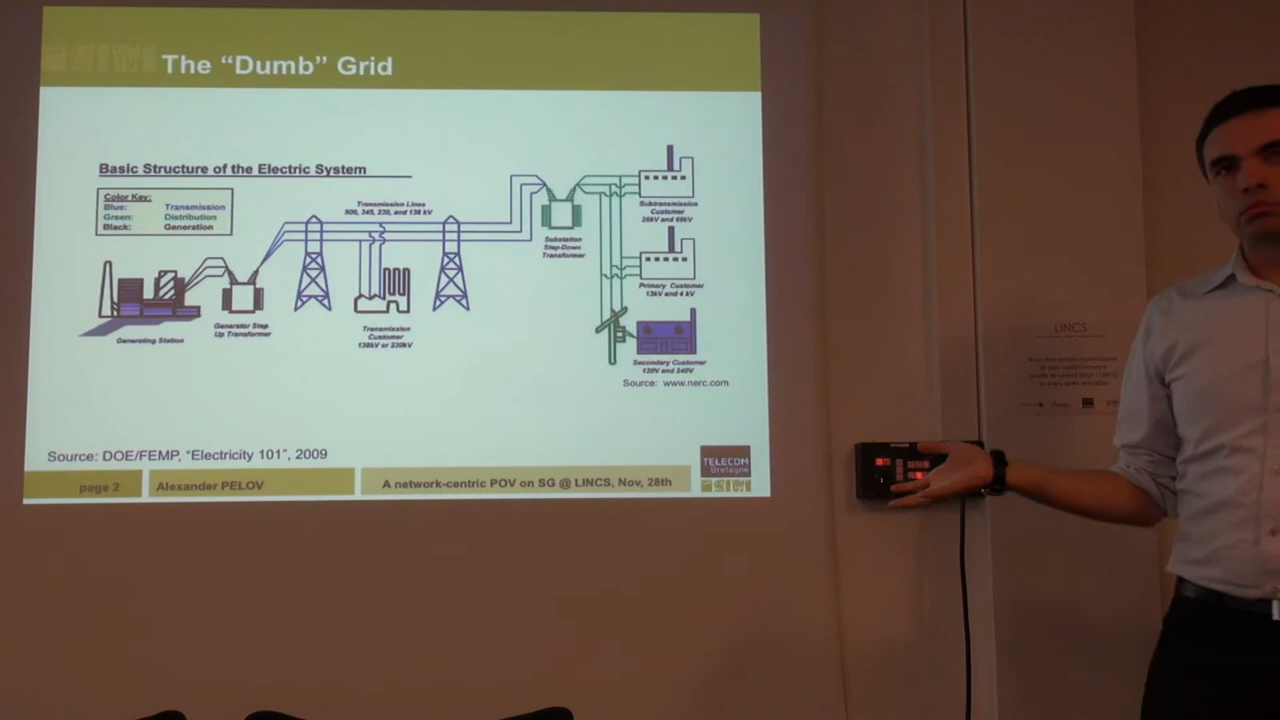 The “Dumb” Grid
Basic Structure of the Electric System
Color Key:
Blue: Transmission
Green: Distribution
Black: Generation
Transmission Lines
500, 345, 230, and 138 kV
Substation
Step-Down
Transformer
Subtransmission
Customer
26kV and 69kV
Primary Customer
13kV and 4 kV
Secondary Customer
120V and 240V
Generating Station
Generator Step
Up Transformer
Transmission
Customer
138kV or 230kV
Source: www.nerc.com
Source: DOE/FEMP, “Electricity 101”, 2009
page 2
Alexander PELOV
A network-centric POV on SG @ LINCS, Nov, 28th
TELECOM
Bretagne
LINCS